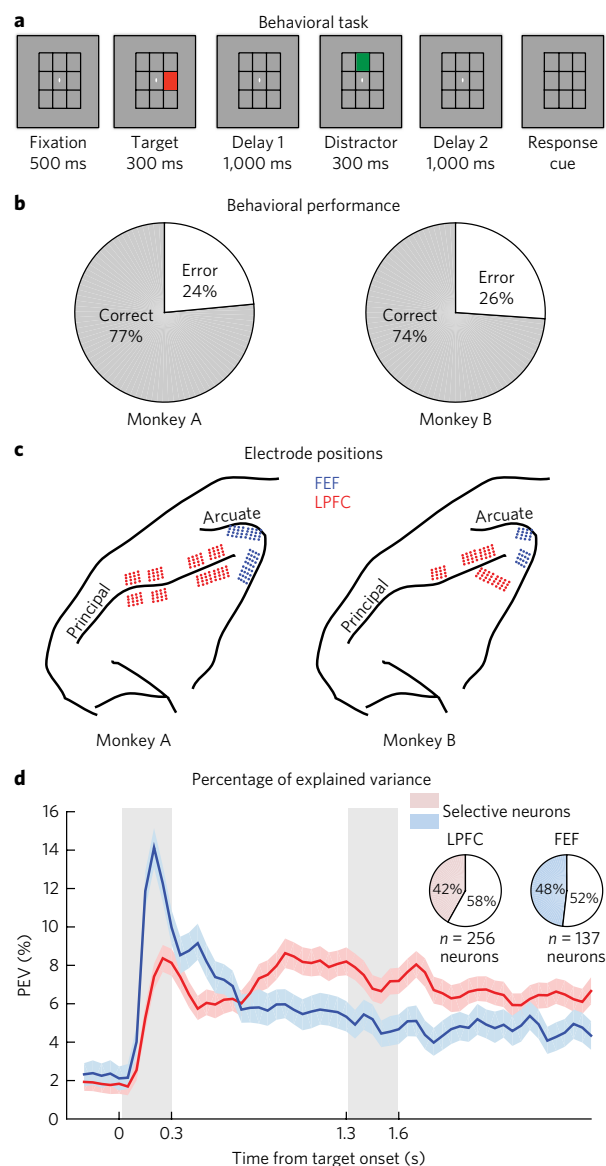 a
Behavioral task
Fixation
500 ms
Target
300 ms
Delay 1
1,000 ms
Distractor
300 ms
Delay 2
1,000 ms
Response
cue
b
Behavioral performance
Error
24%
Correct
77%
Monkey A
Error
26%
Correct
74%
Monkey B
c
Electrode positions
FEF
LPFC
Arcuate
Principal
Monkey A
Arcuate
Principal
Monkey B
d
Percentage of explained variance
Selective neurons
LPFC
42%
58%
n = 256
neurons
FEF
48%
52%
n = 137
neurons
PEV (%)
16
14
12
10
8
6
4
2
0
0
0.3
1.3
1.6
Time from target onset (s)